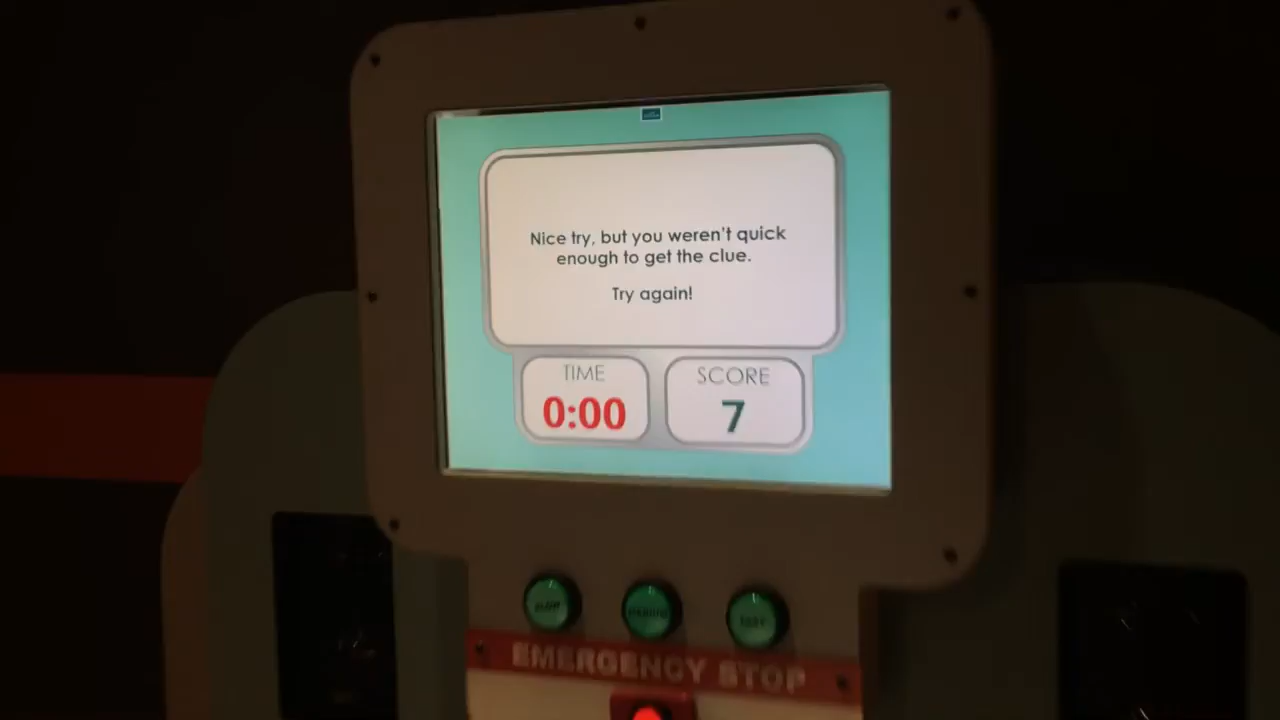 Nice try, but you weren't quick
enough to get the clue.
Try again!
TIME
SCORE
0:00
7
EMERGENCY STOP